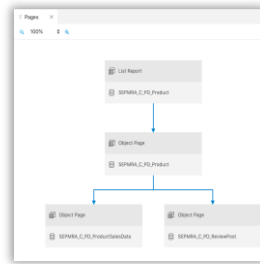 Pages ×
100%
List Report
SEPMRA_C_PD_Product
Object Page
SEPMRA_C_PD_Product
Object Page
Object Page
SEPMRA_C_PD_ProductSalesData
SEPMRA_C_PD_ReviewPost